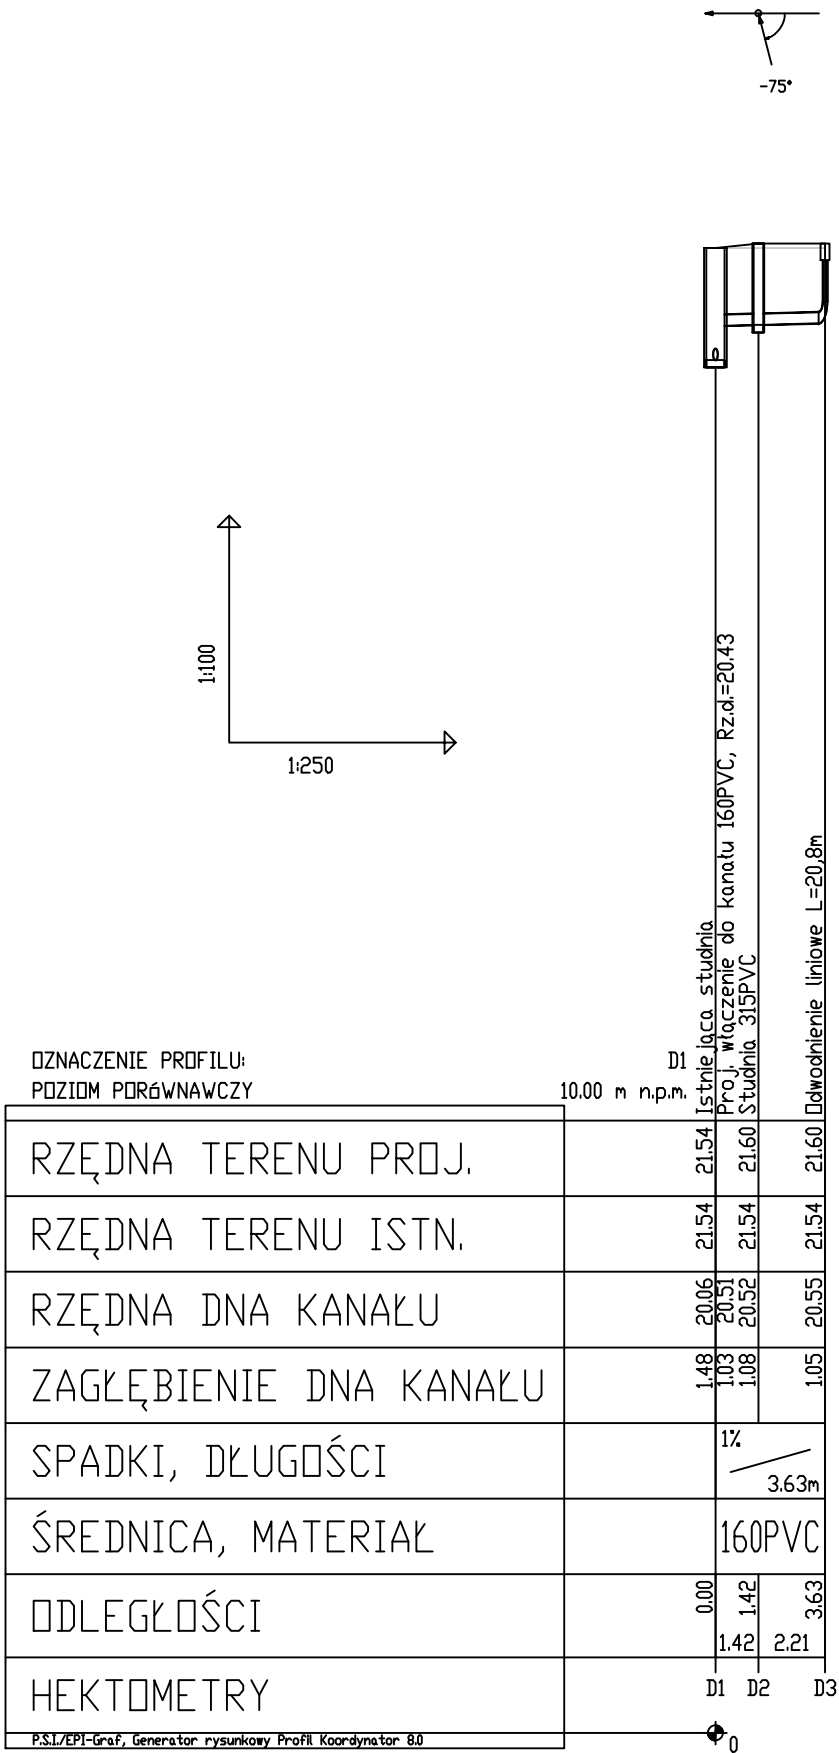 -75°
1:100
1:250
Istniejąca studnia
Proj. włączenie do kanału 160PVC, Rz.d.=20.43
Studnia 315PVC
Odwodnienie liniowe L=20,8m
OZNACZENIE PROFILU: D1
POZIOM PORóWNAWCZY 10.00 m n.p.m.
RZĘDNA TERENU PROJ. 21.54 21.60 21.60
RZĘDNA TERENU ISTN. 21.54 21.54 21.54
RZĘDNA DNA KANAŁU 20.06 20.51 20.52 20.55
ZAGŁĘBIENIE DNA KANAŁU 1.48 1.03 1.08 1.05
SPADKI, DŁUGOŚCI 1% 3.63m
ŚREDNICA, MATERIAŁ 160PVC
ODLEGŁOŚCI 0.00 1.42 3.63
1.42 2.21
HEKTOMETRY D1 D2 D3
P.S.I./EPI-Graf, Generator rysunkowy Profil Koordynator 8.0
0